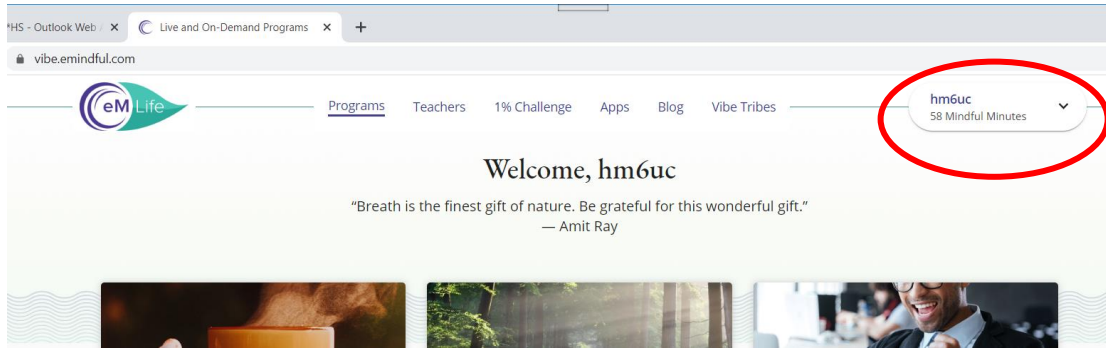 *HS - Outlook Web /
Live and On-Demand Programs
vibe.emindful.com
eM Life
Programs Teachers 1% Challenge Apps Blog Vibe Tribes
hm6uc
58 Mindful Minutes
Welcome, hm6uc
“Breath is the finest gift of nature. Be grateful for this wonderful gift.”
— Amit Ray